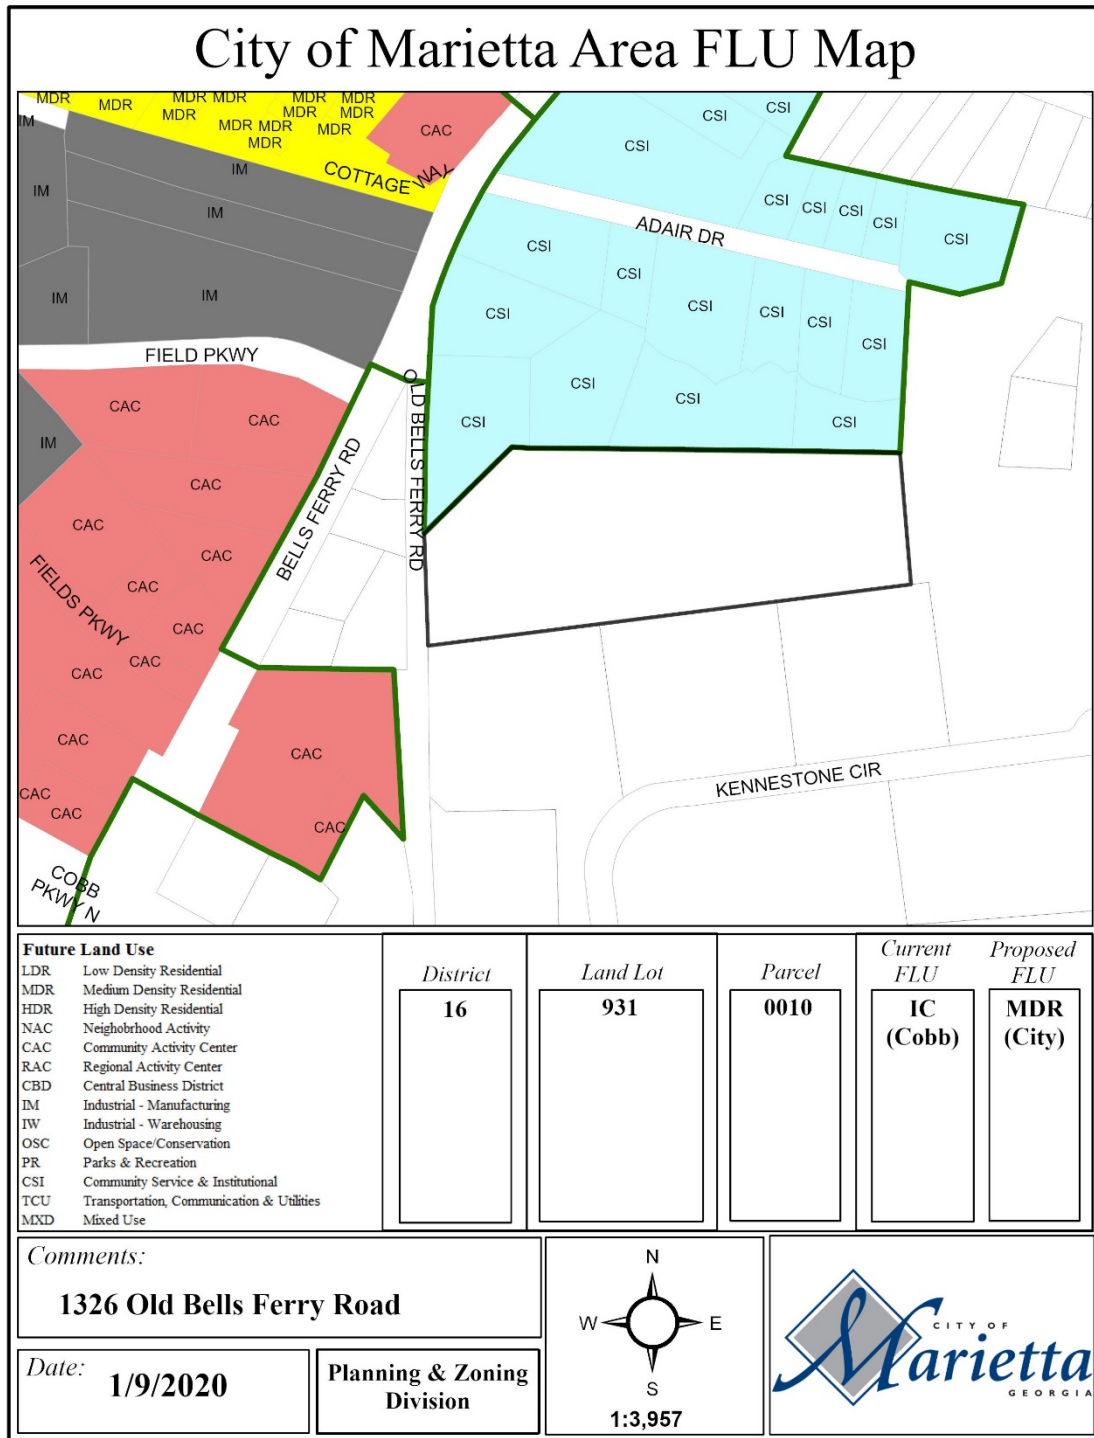 City of Marietta Area FLU Map
MDR
MDR
MDR MDR
MDR
MDR
MDR
MDR
MDR
MDR MDR
MDR
MDR
CAC
CSI
CSI
CSI
IM
IM
IM
IM
IM
IM
COTTAGE WAY
CSI
CSI
CSI
CSI
CSI
ADAIR DR
CSI
CSI
CSI
CSI
CSI
CSI
CSI
CSI
CSI
CSI
CSI
FIELD PKWY
OLD BELLS FERRY RD
BELLS FERRY RD
CAC
CAC
IM
CAC
CAC
CAC
CAC
FIELDS PKWY
CAC
CAC
CAC
CAC
CAC
CAC
CAC
CAC
KENNESTONE CIR
COBB
PKWY N
Future Land Use
LDR Low Density Residential
MDR Medium Density Residential
HDR High Density Residential
NAC Neighobrhood Activity
CAC Community Activity Center
RAC Regional Activity Center
CBD Central Business District
IM Industrial - Manufacturing
IW Industrial - Warehousing
OSC Open Space/Conservation
PR Parks & Recreation
CSI Community Service & Institutional
TCU Transportation, Communication & Utilities
MXD Mixed Use
District
16
Land Lot
931
Parcel
0010
Current
FLU
IC
(Cobb)
Proposed
FLU
MDR
(City)
Comments:
1326 Old Bells Ferry Road
Date:
1/9/2020
Planning & Zoning
Division
N
W E
S
1:3,957
CITY OF
Marietta
GEORGIA